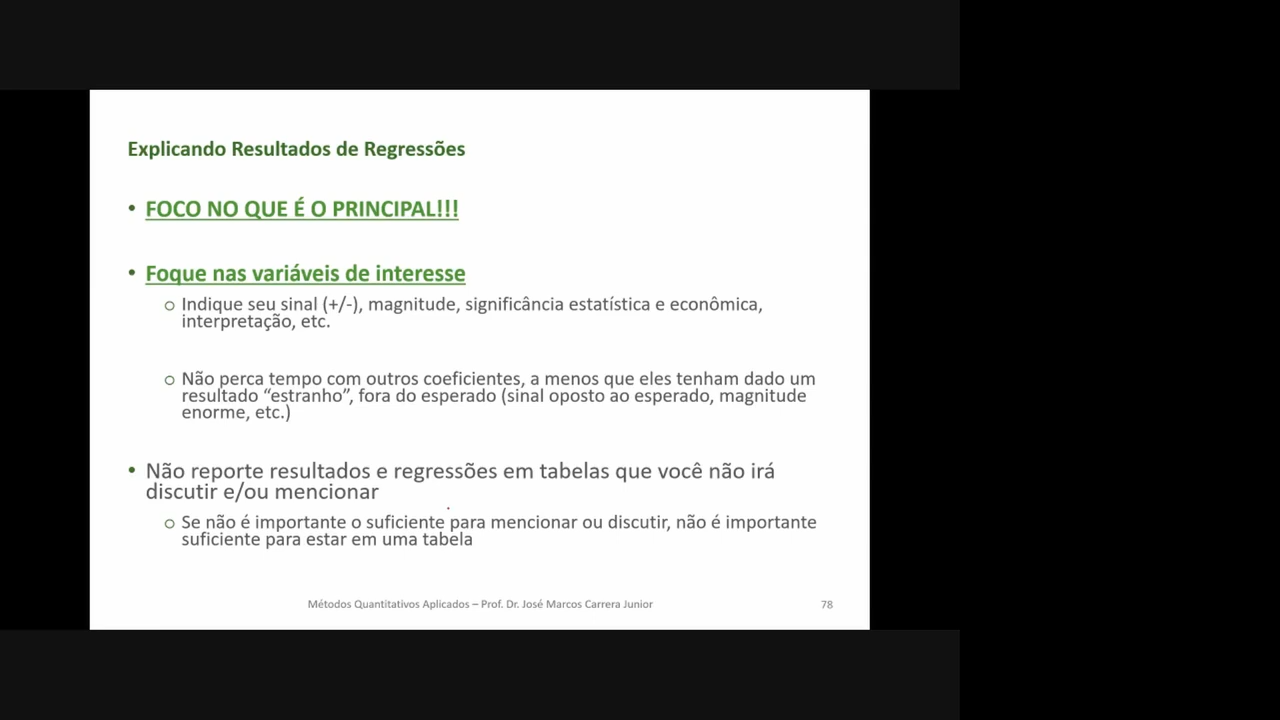 Explicando Resultados de Regressões
• FOCO NO QUE É O PRINCIPAL!!!
• Foque nas variáveis de interesse
o Indique seu sinal (+/-), magnitude, significância estatística e econômica,
interpretação, etc.
o Não perca tempo com outros coeficientes, a menos que eles tenham dado um
resultado “estranho”, fora do esperado (sinal oposto ao esperado, magnitude
enorme, etc.)
• Não reporte resultados e regressões em tabelas que você não irá
discutir e/ou mencionar
o Se não é importante o suficiente para mencionar ou discutir, não é importante
suficiente para estar em uma tabela
Métodos Quantitativos Aplicados – Prof. Dr. José Marcos Carrera Junior
78